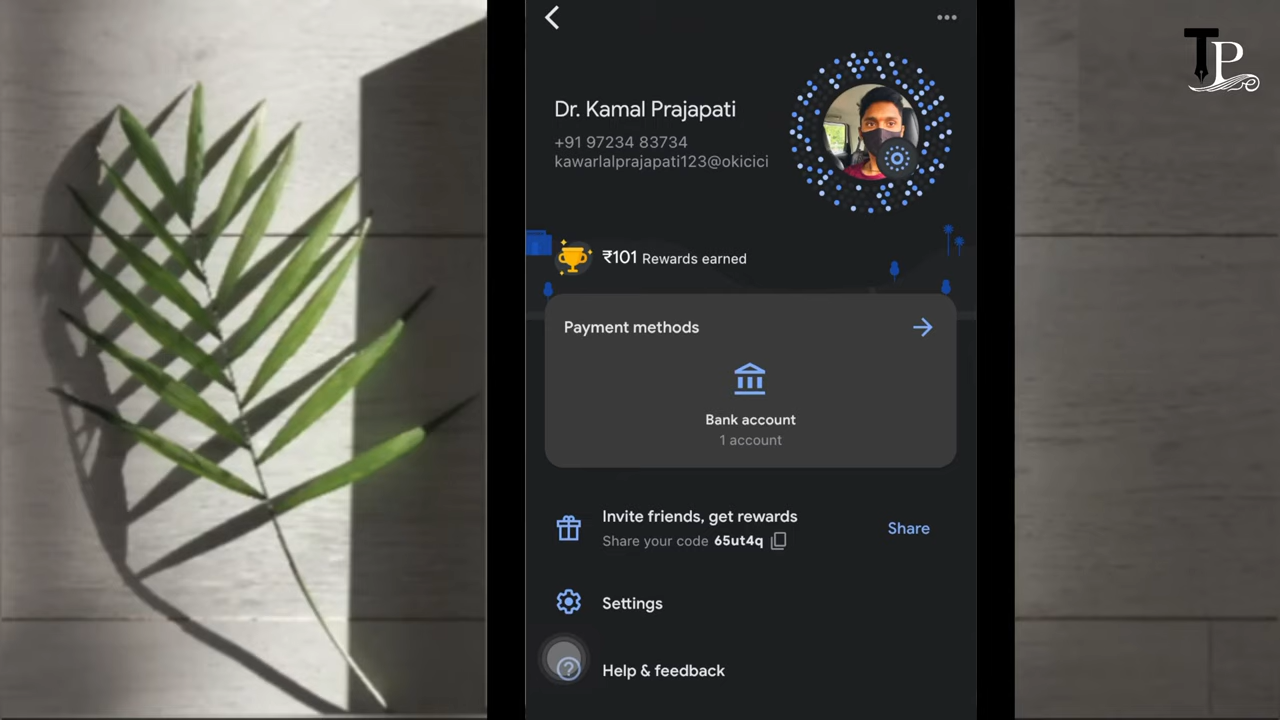 TP
Dr. Kamal Prajapati
+91 97234 83734
kawarlalprajapati123@okicici
₹101 Rewards earned
Payment methods
Bank account
1 account
Invite friends, get rewards
Share your code 65ut4q
Share
Settings
Help & feedback